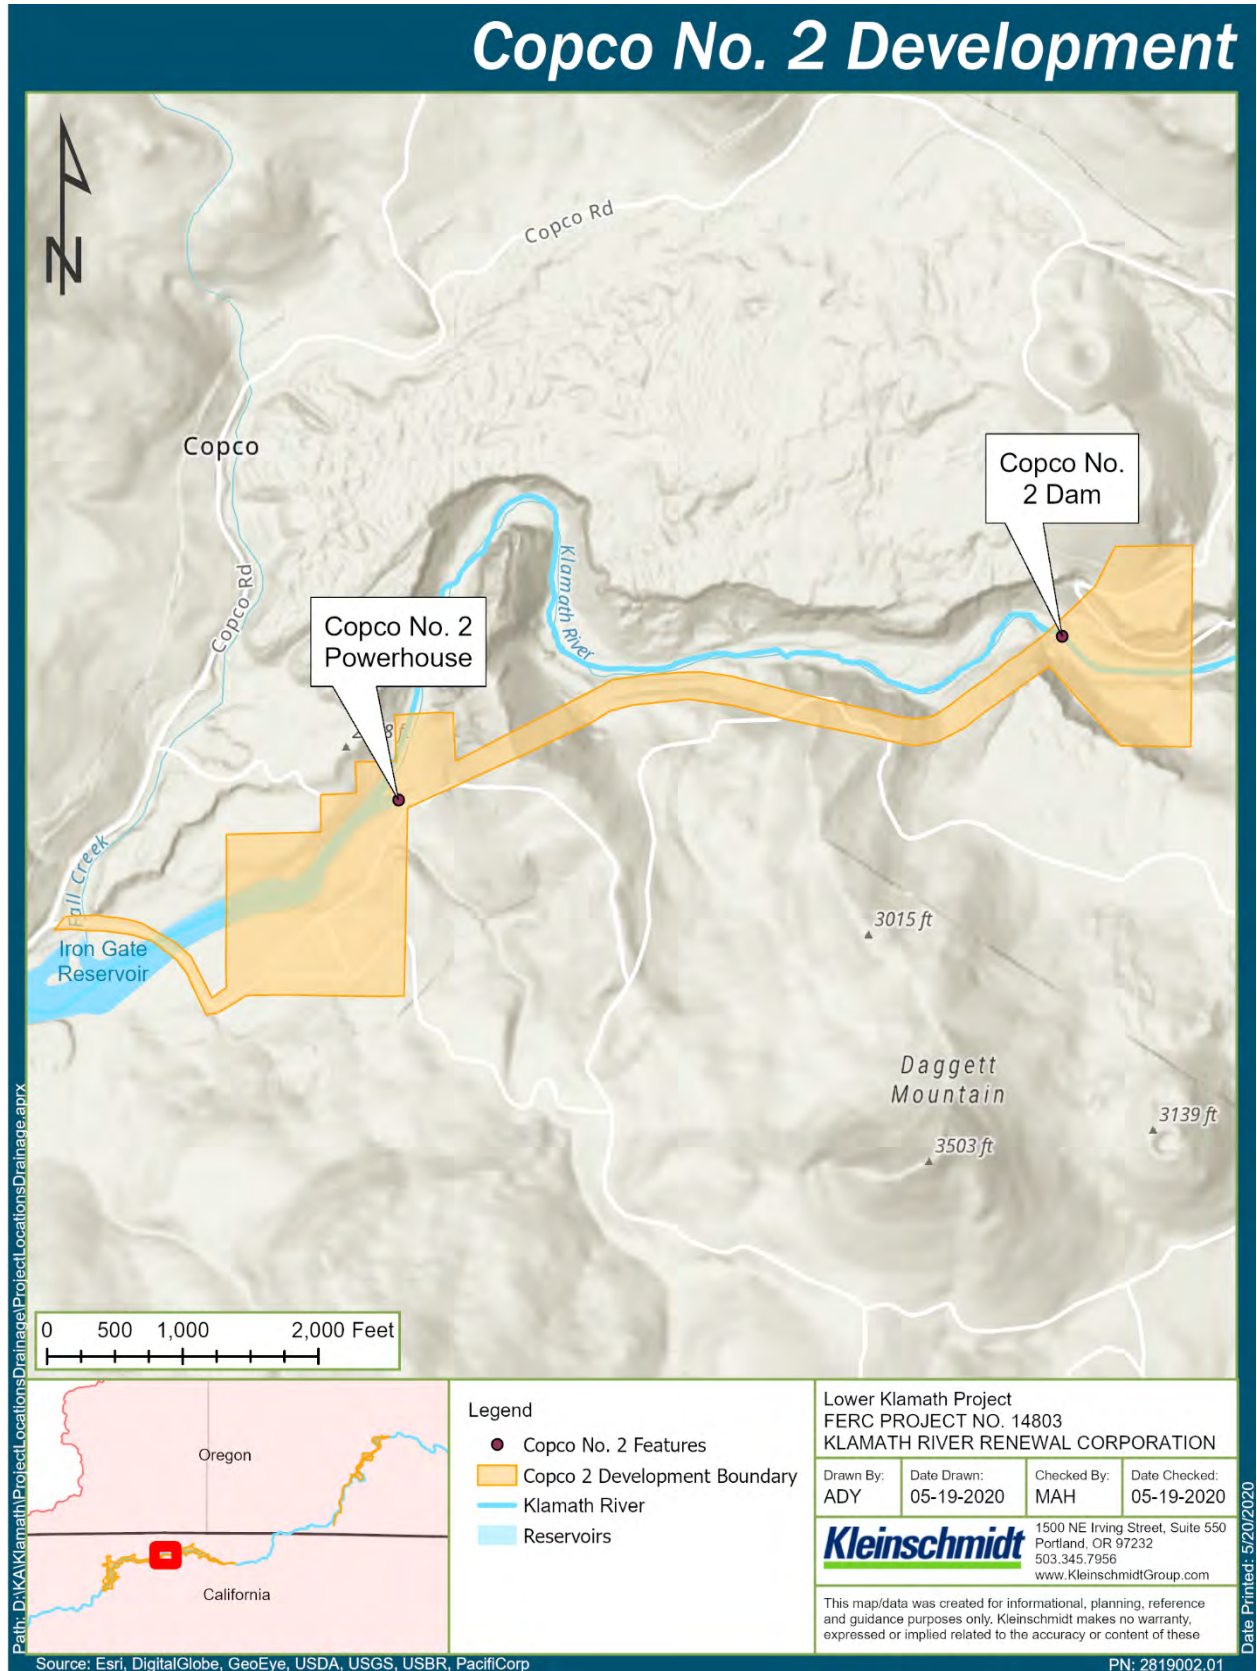 Copco No. 2 Development
N
Copco Rd
Copco
Copco No.
2 Dam
Klamath River
Copco Rd
Copco No. 2
Powerhouse
Fall Creek
Iron Gate
Reservoir
3015 ft
Daggett
Mountain
3139 ft
3503 ft
0 500 1,000 2,000 Feet
Oregon
California
Legend
Copco No. 2 Features
Copco 2 Development Boundary
Klamath River
Reservoirs
Lower Klamath Project
FERC PROJECT NO. 14803
KLAMATH RIVER RENEWAL CORPORATION
Drawn By:
ADY
Date Drawn:
05-19-2020
Checked By:
MAH
Date Checked:
05-19-2020
Kleinschmidt
1500 NE Irving Street, Suite 550
Portland, OR 97232
503.345.7956
www.KleinschmidtGroup.com
This map/data was created for informational, planning, reference
and guidance purposes only. Kleinschmidt makes no warranty,
expressed or implied related to the accuracy or content of these
Path: D:\KA\Klamath\ProjectLocationsDrainage\ProjectLocationsDrainage.aprx
Date Printed: 5/20/2020
Source: Esri, DigitalGlobe, GeoEye, USDA, USGS, USBR, PacifiCorp
PN: 2819002.01